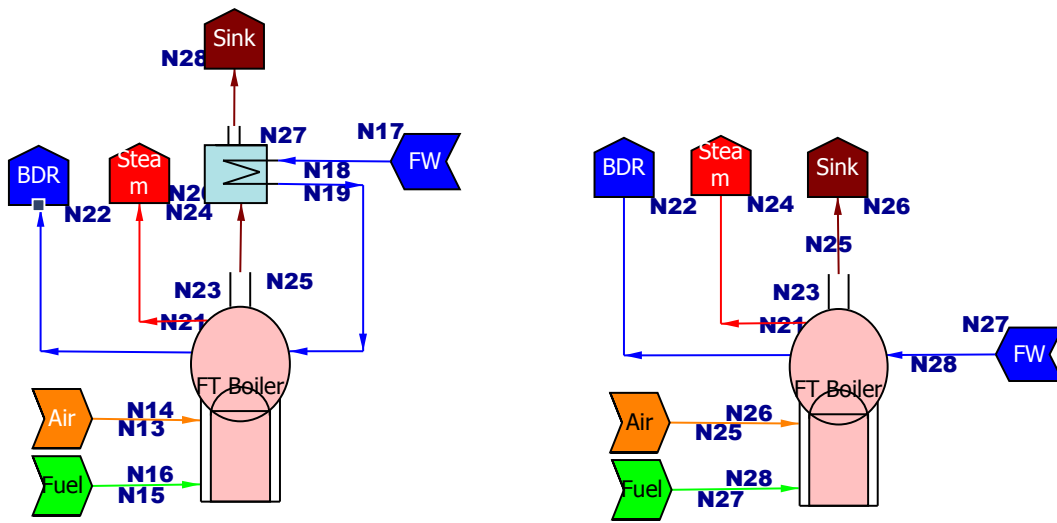 Sink
N28
N27
N17
FW
N18
N19
BDR
N22
Stea
m
N24
N23
N25
N21
FT Boiler
Air
N14
N13
Fuel
N16
N15
BDR
N22
Stea
m
N24
Sink
N26
N25
N23
N21
N27
FW
N28
FT Boiler
Air
N26
N25
Fuel
N28
N27